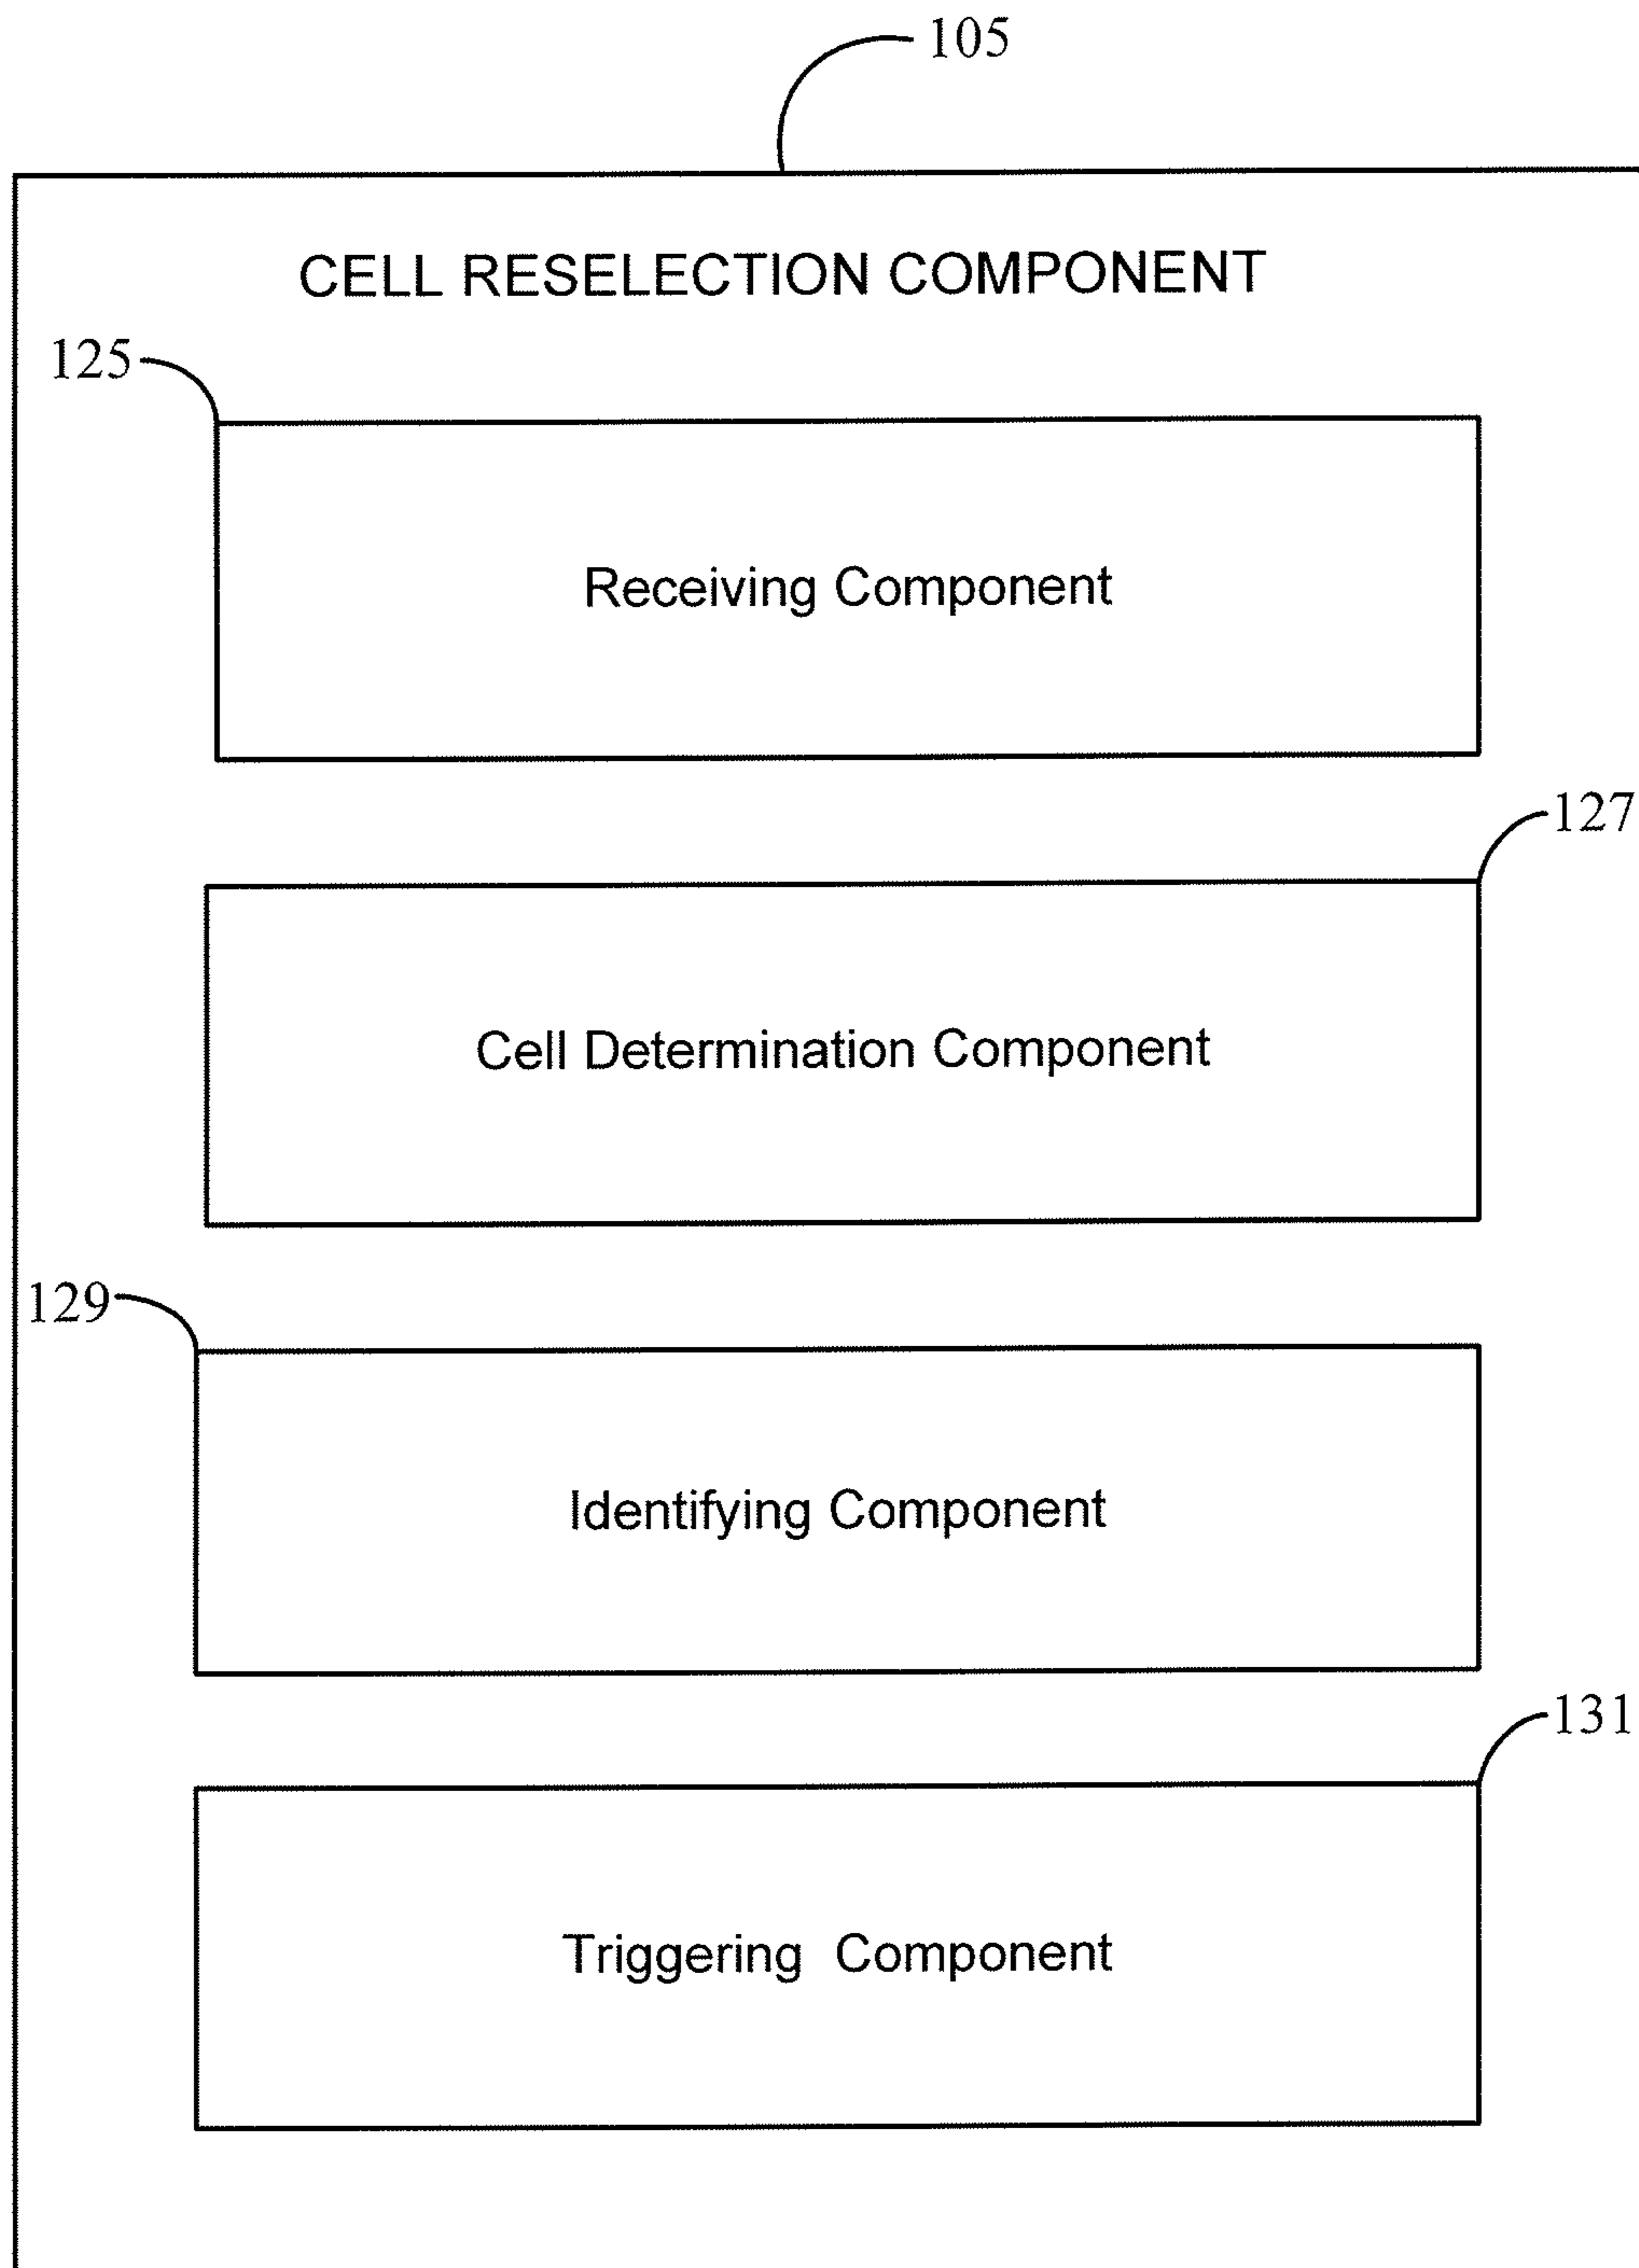 105
CELL RESELECTION COMPONENT
125
Receiving Component
127
Cell Determination Component
129
Identifying Component
131
Triggering Component